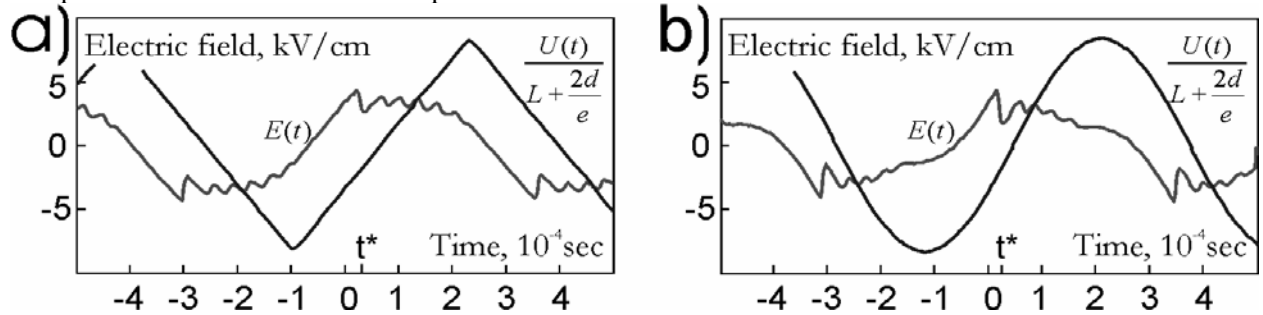 a)
Electric field, kV/cm
U(t)
L + 2d
e
5
E(t)
0
-5
t*
Time, 10⁻⁴sec
-4 -3 -2 -1 0 1 2 3 4
b)
Electric field, kV/cm
U(t)
L + 2d
e
5
E(t)
0
-5
t*
Time, 10⁻⁴sec
-4 -3 -2 -1 0 1 2 3 4